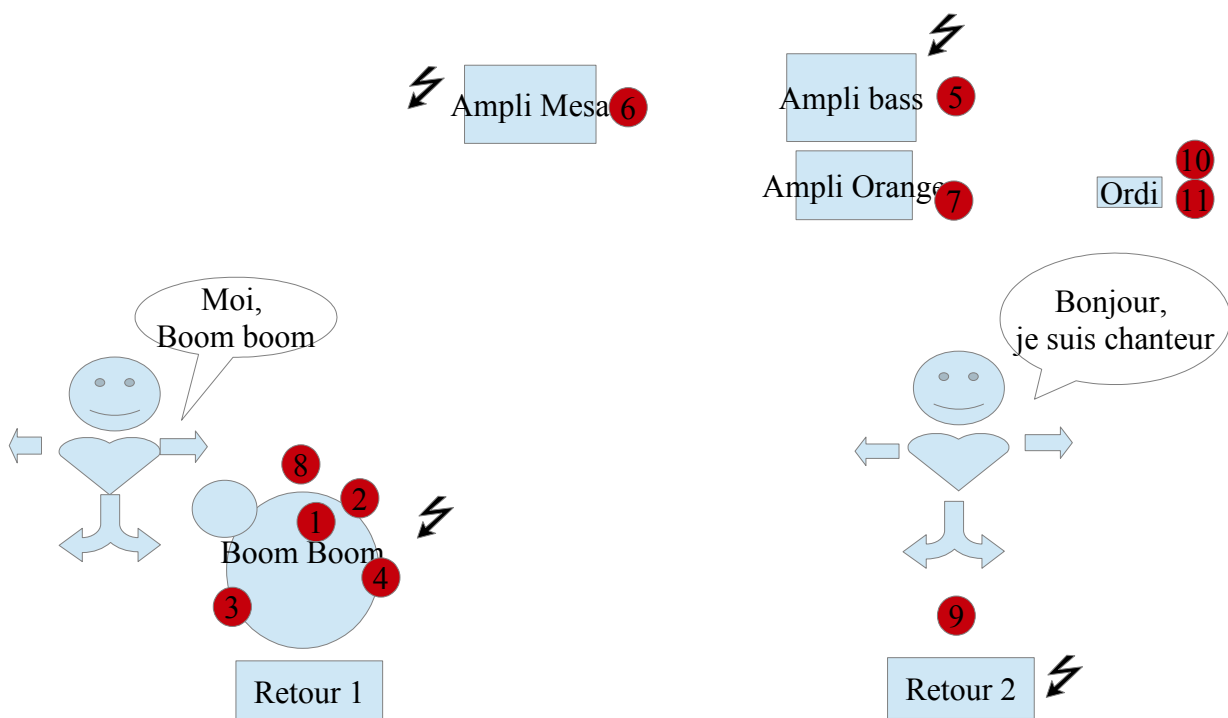 Ampli Mesa
6
Ampli bass
5
Ampli Orange
7
10
Ordi
11
Moi,
Boom boom
Bonjour,
je suis chanteur
8
2
1
Boom Boom
4
3
9
Retour 1
Retour 2